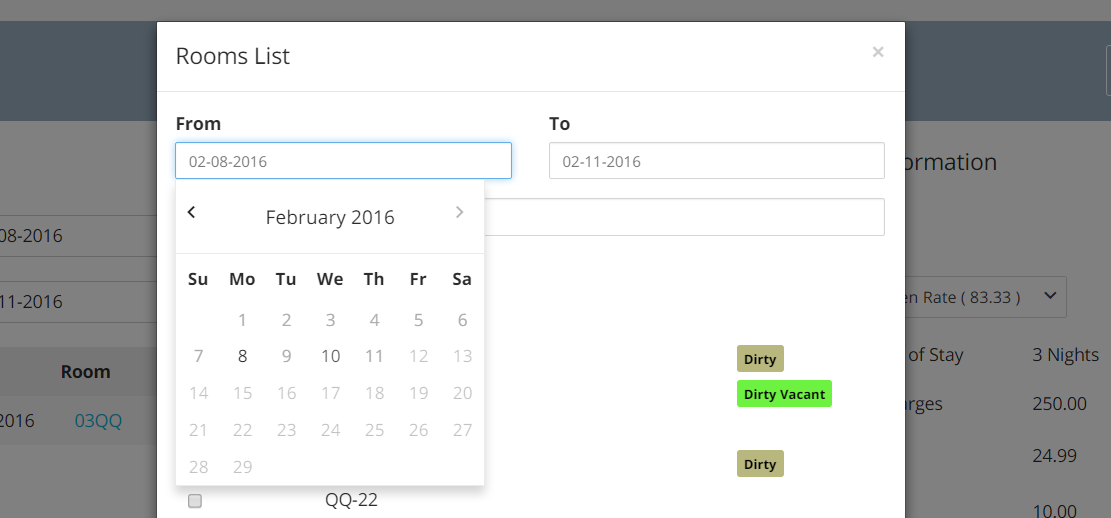 Rooms List ×
From To
02-08-2016 02-11-2016
ormation
February 2016
08-2016
Su Mo Tu We Th Fr Sa
11-2016
en Rate ( 83.33 )
1 2 3 4 5 6
7 8 9 10 11 12 13
Dirty
of Stay 3 Nights
Room
14 15 16 17 18 19 20
Dirty Vacant
arges 250.00
2016 03QQ
21 22 23 24 25 26 27
24.99
28 29
Dirty
QQ-22
10.00